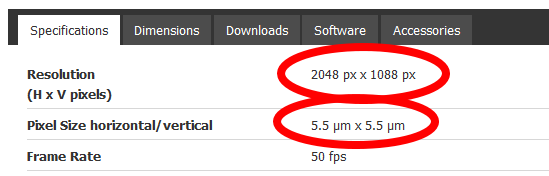 Specifications Dimensions Downloads Software Accessories
Resolution 2048 px x 1088 px
(H x V pixels)
Pixel Size horizontal/vertical 5.5 µm x 5.5 µm
Frame Rate 50 fps